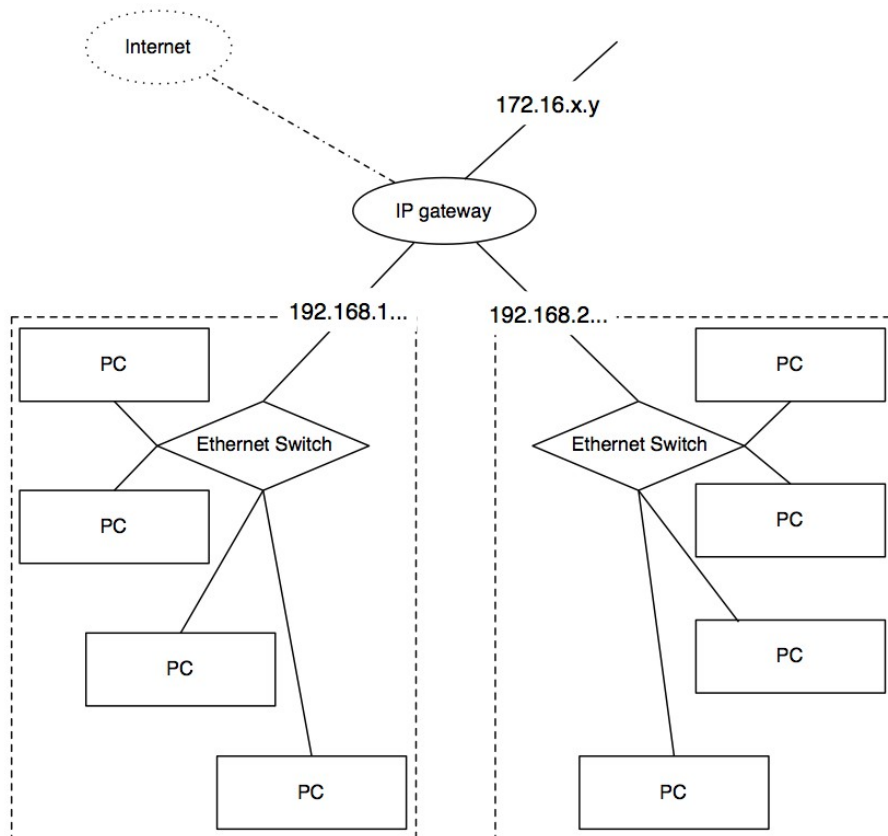 Internet
172.16.x.y
IP gateway
192.168.1...
192.168.2...
PC
PC
Ethernet Switch
Ethernet Switch
PC
PC
PC
PC
PC
PC